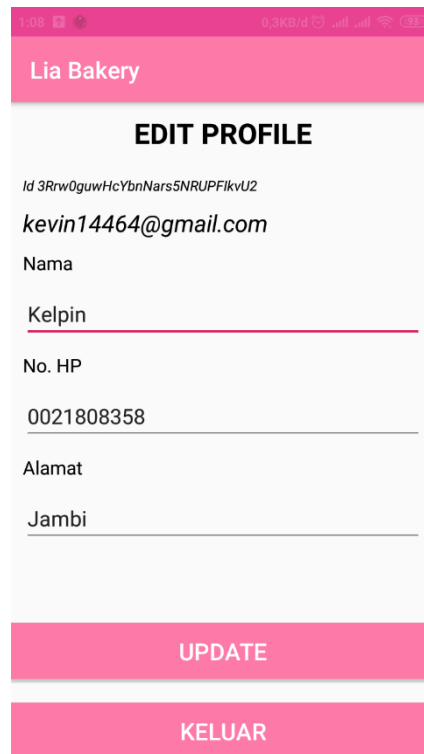 1:08 0,3KB/d 93
Lia Bakery
EDIT PROFILE
Id 3Rrw0guwHcYbnNars5NRUPFIkvU2
kevin14464@gmail.com
Nama
Kelpin
No. HP
0021808358
Alamat
Jambi
UPDATE
KELUAR